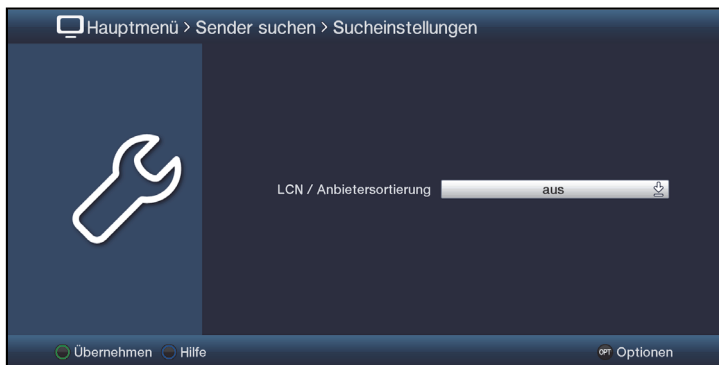 Hauptmenü > Sender suchen > Sucheinstellungen
LCN / Anbietersortierung aus
Übernehmen Hilfe OPT Optionen